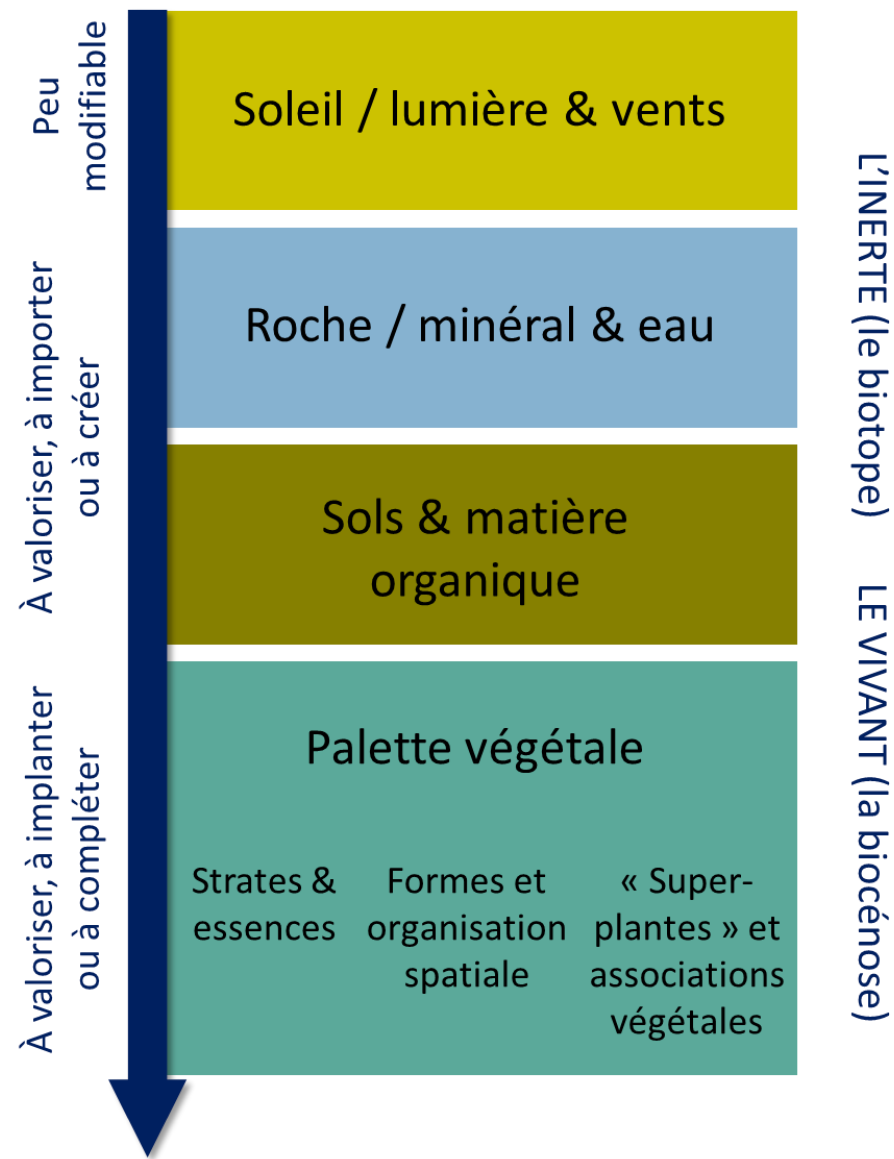 Peu
modifiable
Soleil / lumière & vents
À valoriser, à importer
ou à créer
Roche / minéral & eau
L'INERTE (le biotope)
Sols & matière
organique
À valoriser, à implanter
ou à compléter
Palette végétale
Strates &
essences
Formes et
organisation
spatiale
« Super-
plantes » et
associations
végétales
LE VIVANT (la biocénose)